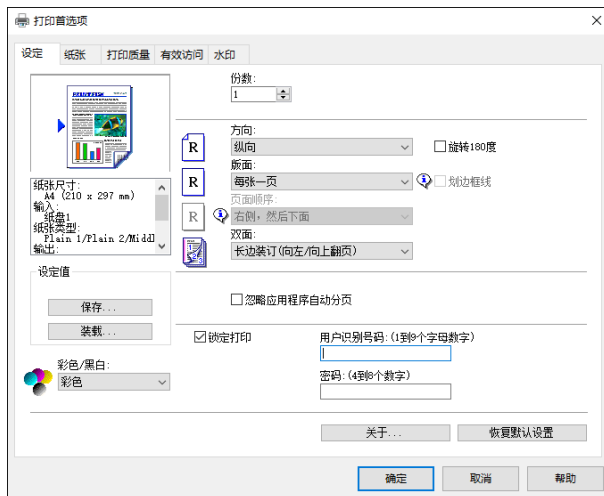 打印首选项
设定 纸张 打印质量 有效访问 水印
份数:
1
方向:
R 纵向 旋转180度
版面:
R 每张一页 划边框线
页面顺序:
R 右侧，然后下面
双面:
长边装订(向左/向上翻页)
纸张尺寸:
A4 (210 x 297 mm)
输入:
纸盘1
纸张类型:
Plain 1/Plain 2/Middl
输出:
设定值
保存...
装载...
忽略应用程序自动分页
锁定打印
用户识别号码:(1到9个字母数字)
密码:(4到8个数字)
彩色/黑白:
彩色
关于... 恢复默认设置
确定 取消 帮助